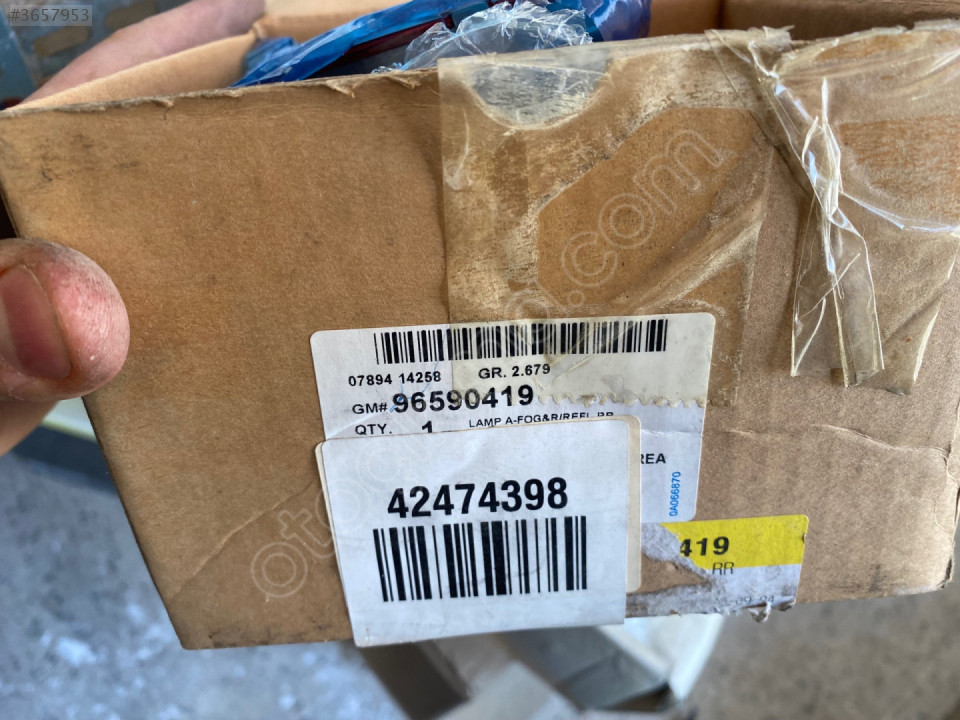 #3657953
07894 14258 GR. 2.679
GM# 96590419
QTY. 1 LAMP A-FOG&R/REFL RR
REA
0A066870
42474398
419
RR